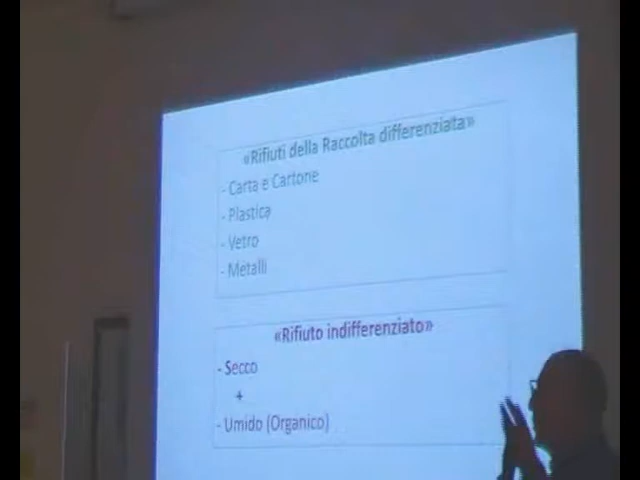 «Rifiuti della Raccolta differenziata»
- Carta e Cartone
- Plastica
- Vetro
- Metalli
«Rifiuto indifferenziato»
- Secco
+
- Umido (Organico)